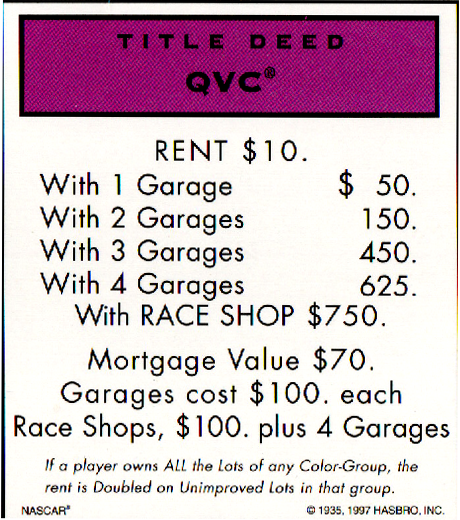 TITLE DEED
QVC®
RENT $10.
With 1 Garage $ 50.
With 2 Garages 150.
With 3 Garages 450.
With 4 Garages 625.
With RACE SHOP $750.
Mortgage Value $70.
Garages cost $100. each
Race Shops, $100. plus 4 Garages
If a player owns ALL the Lots of any Color-Group, the
rent is Doubled on Unimproved Lots in that group.
NASCAR® © 1935, 1997 HASBRO, INC.